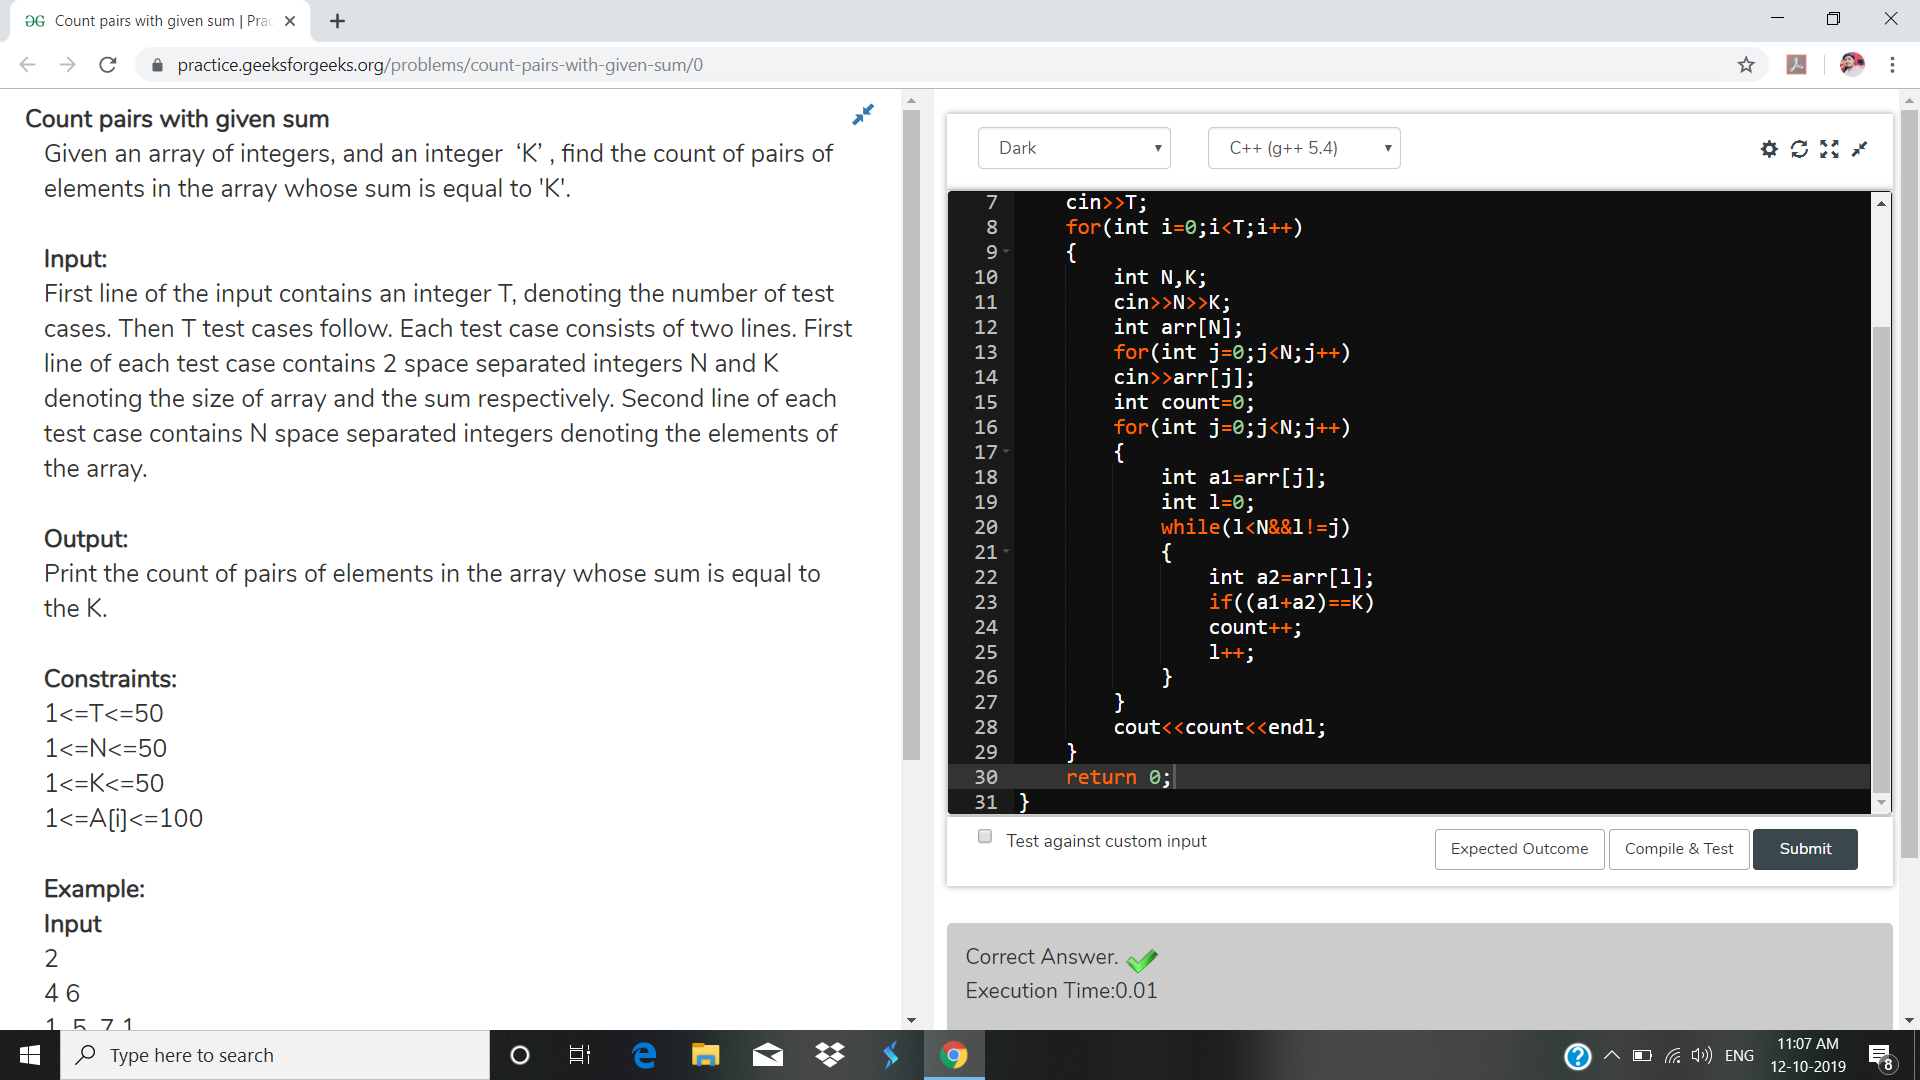 Count pairs with given sum | Prac
practice.geeksforgeeks.org/problems/count-pairs-with-given-sum/0
Count pairs with given sum
Given an array of integers, and an integer ‘K’ , find the count of pairs of
elements in the array whose sum is equal to 'K'.
Input:
First line of the input contains an integer T, denoting the number of test
cases. Then T test cases follow. Each test case consists of two lines. First
line of each test case contains 2 space separated integers N and K
denoting the size of array and the sum respectively. Second line of each
test case contains N space separated integers denoting the elements of
the array.
Output:
Print the count of pairs of elements in the array whose sum is equal to
the K.
Constraints:
1<=T<=50
1<=N<=50
1<=K<=50
1<=A[i]<=100
Example:
Input
2
4 6
1 5 7 1
Dark
C++ (g++ 5.4)
7 cin>>T;
8 for(int i=0;i<T;i++)
9 {
10 int N,K;
11 cin>>N>>K;
12 int arr[N];
13 for(int j=0;j<N;j++)
14 cin>>arr[j];
15 int count=0;
16 for(int j=0;j<N;j++)
17 {
18 int a1=arr[j];
19 int l=0;
20 while(l<N&&l!=j)
21 {
22 int a2=arr[l];
23 if((a1+a2)==K)
24 count++;
25 l++;
26 }
27 }
28 cout<<count<<endl;
29 }
30 return 0;
31 }
Test against custom input
Expected Outcome
Compile & Test
Submit
Correct Answer.
Execution Time:0.01
Type here to search
ENG
11:07 AM
12-10-2019
8